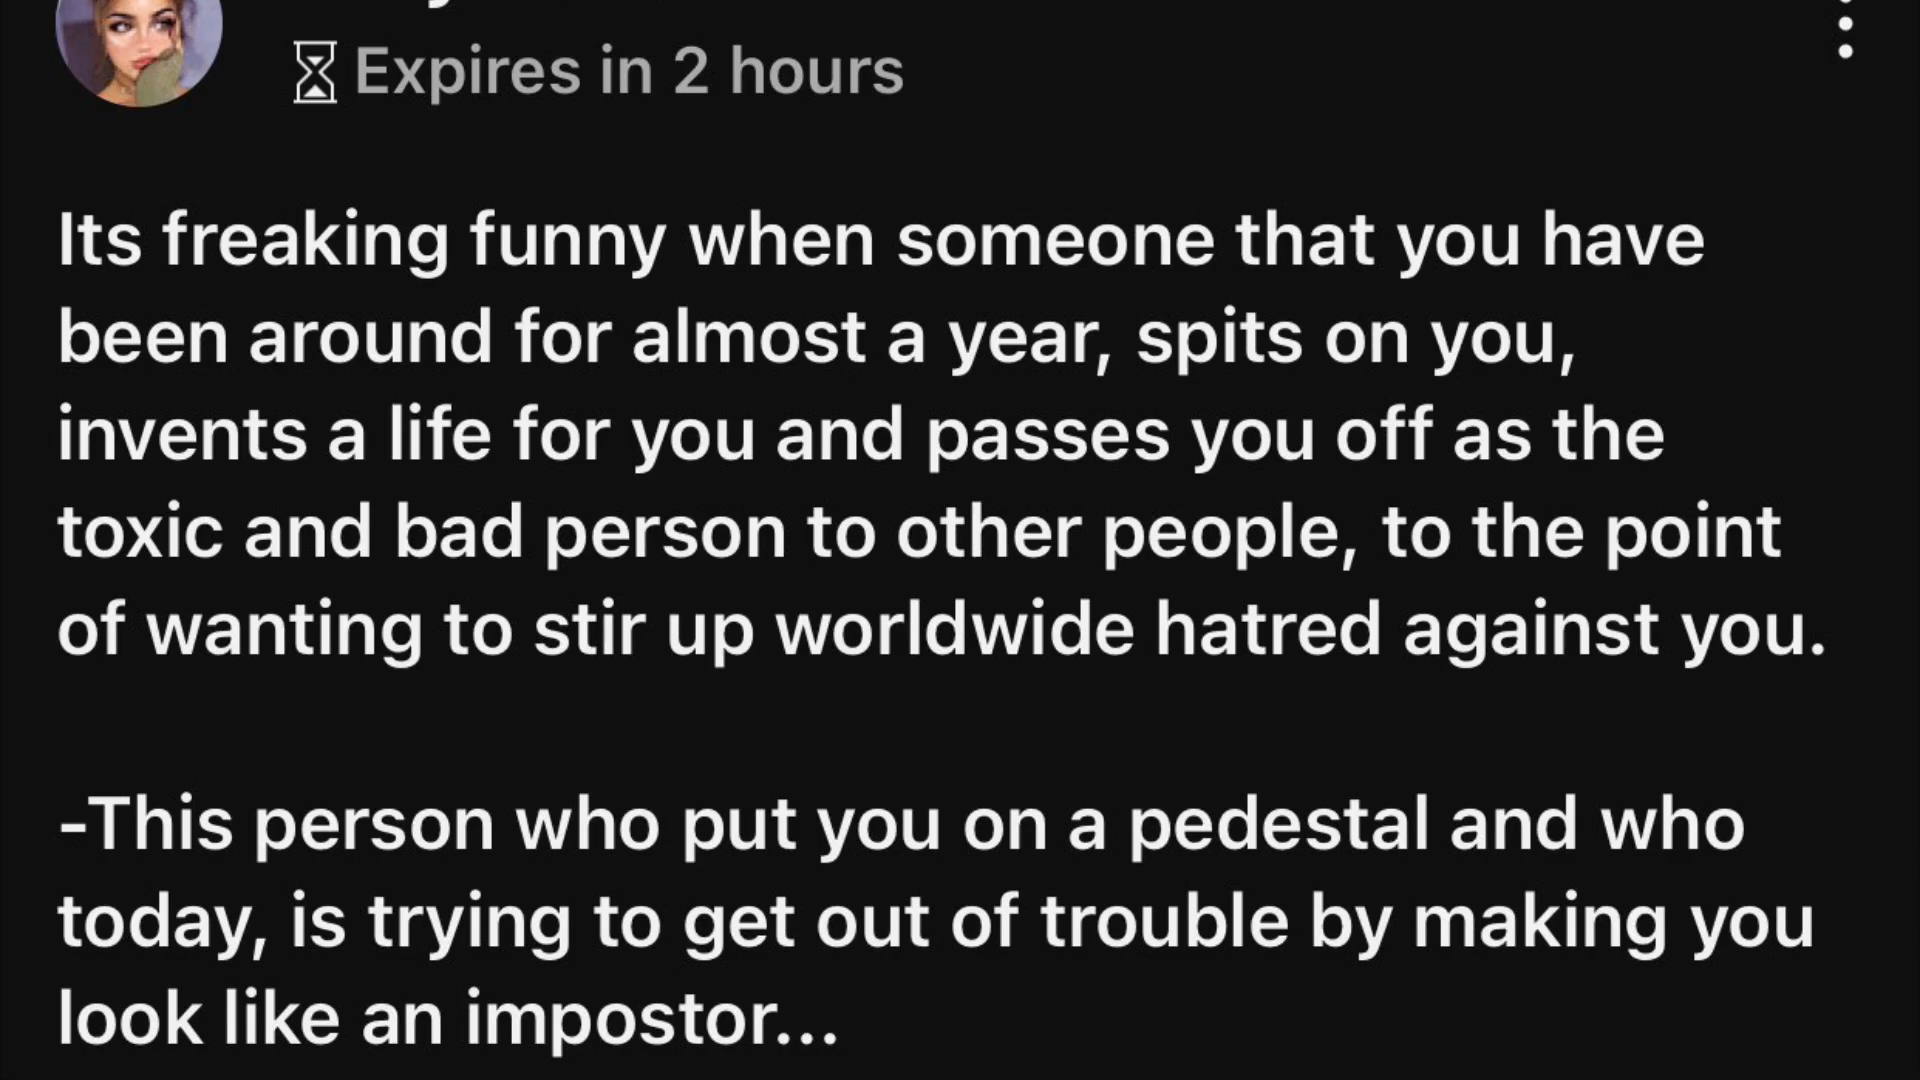 Expires in 2 hours
Its freaking funny when someone that you have
been around for almost a year, spits on you,
invents a life for you and passes you off as the
toxic and bad person to other people, to the point
of wanting to stir up worldwide hatred against you.
-This person who put you on a pedestal and who
today, is trying to get out of trouble by making you
look like an impostor...